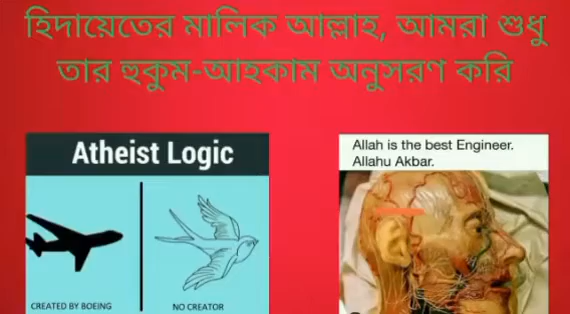 হিদায়েতের মালিক আল্লাহ, আমরা শুধু
তার হুকুম-আহকাম অনুসরণ করি
Atheist Logic
CREATED BY BOEING
NO CREATOR
Allah is the best Engineer.
Allahu Akbar.